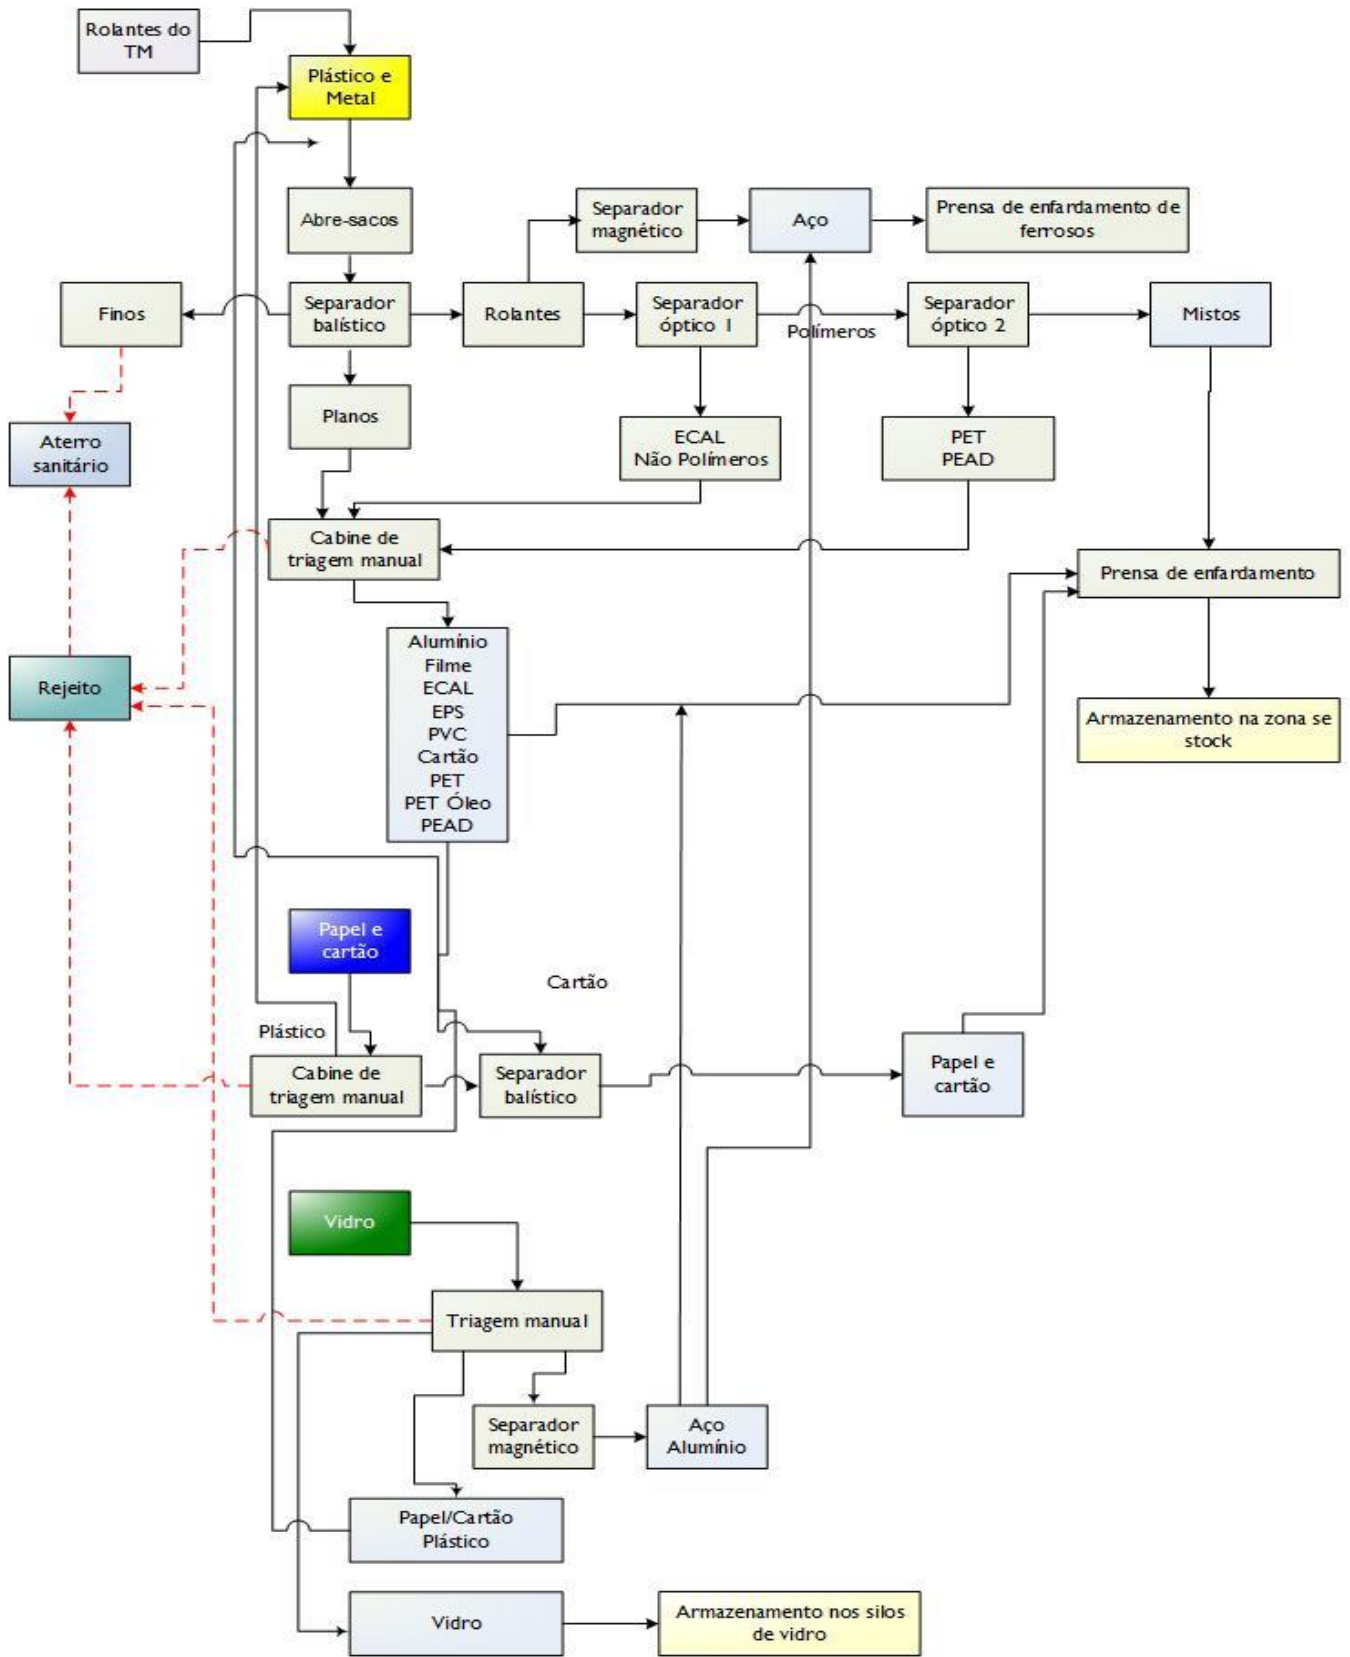 Rolantes do
TM
Plástico e
Metal
Abre-sacos
Separador
magnético
Aço
Prensa de enfardamento de
ferrosos
Finos
Separador
balístico
Rolantes
Separador
óptico 1
Polímeros
Separador
óptico 2
Mistos
Planos
Aterro
sanitário
ECAL
Não Polímeros
PET
PEAD
Cabine de
triagem manual
Prensa de enfardamento
Rejeito
Alumínio
Filme
ECAL
EPS
PVC
Cartão
PET
PET Óleo
PEAD
Armazenamento na zona se
stock
Papel e
cartão
Cartão
Plástico
Cabine de
triagem manual
Separador
balístico
Papel e
cartão
Vidro
Triagem manual
Separador
magnético
Aço
Alumínio
Papel/Cartão
Plástico
Vidro
Armazenamento nos silos
de vidro